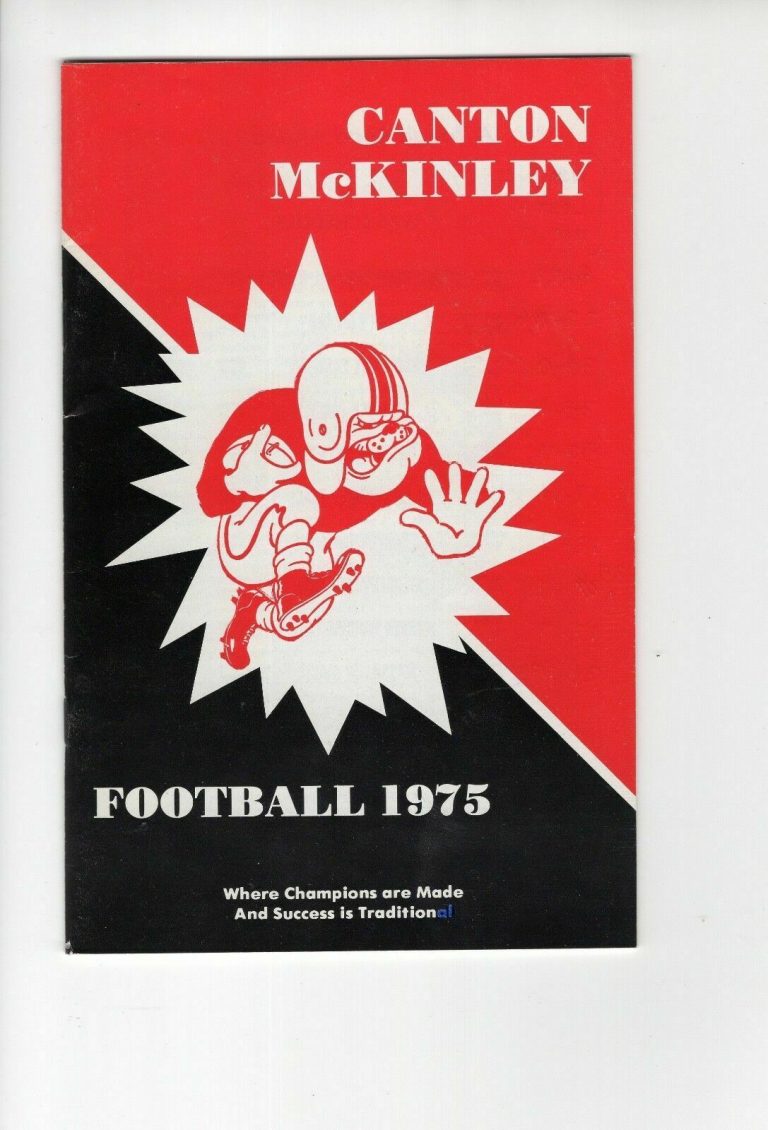 CANTON
McKINLEY
FOOTBALL 1975
Where Champions are Made
And Success is Traditional